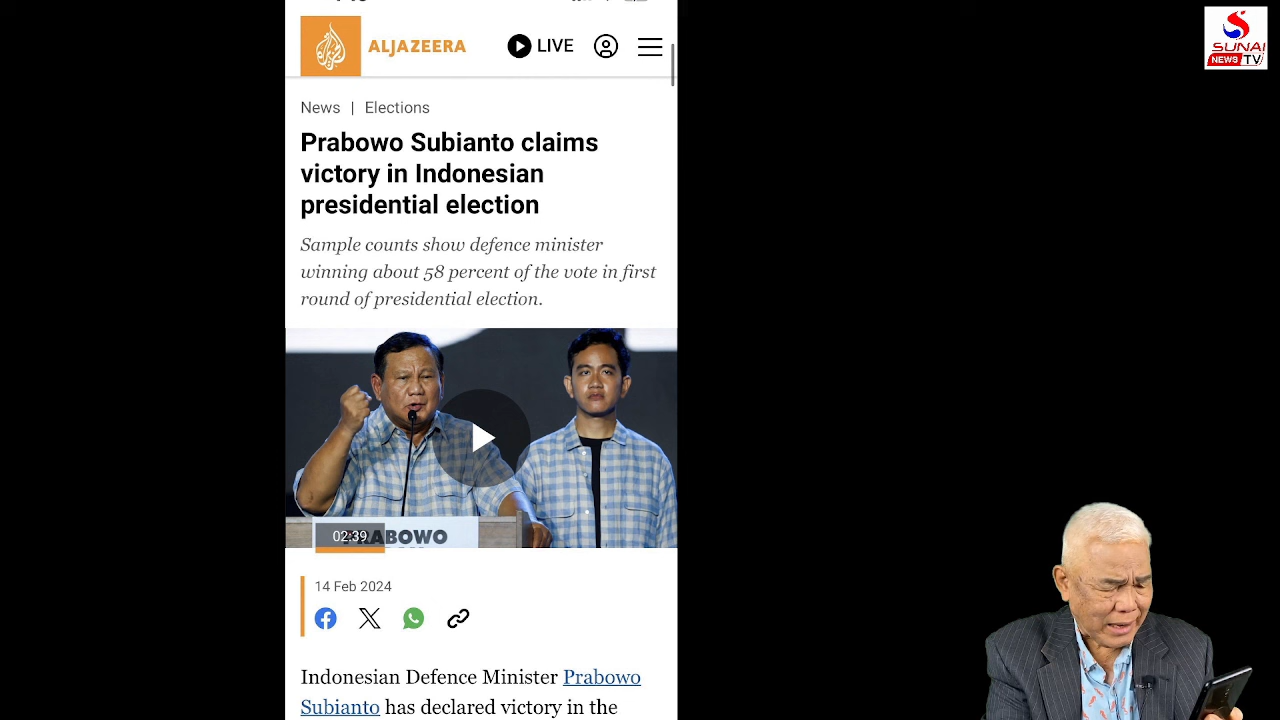 ALJAZEERA
LIVE
SUNAI
NEWS TV
News | Elections
Prabowo Subianto claims
victory in Indonesian
presidential election
Sample counts show defence minister
winning about 58 percent of the vote in first
round of presidential election.
PRABOWO
02:39
14 Feb 2024
Indonesian Defence Minister Prabowo
Subianto has declared victory in the